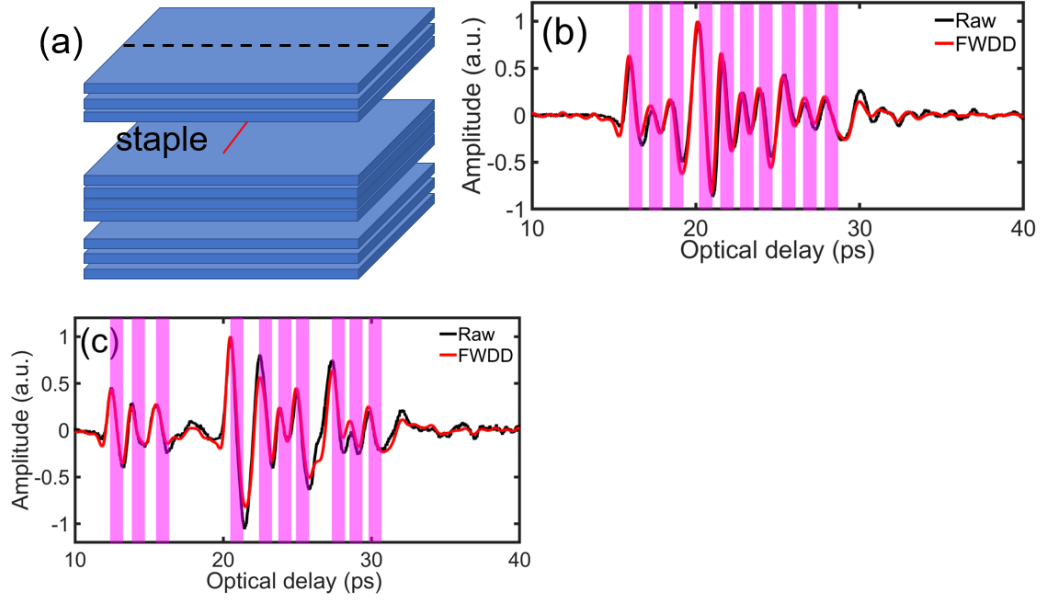 (a)
staple
(b)
Raw
FWDD
Amplitude (a.u.)
1
0.5
0
-0.5
-1
10
20
30
40
Optical delay (ps)
(c)
Raw
FWDD
Amplitude (a.u.)
1
0.5
0
-0.5
-1
10
20
30
40
Optical delay (ps)